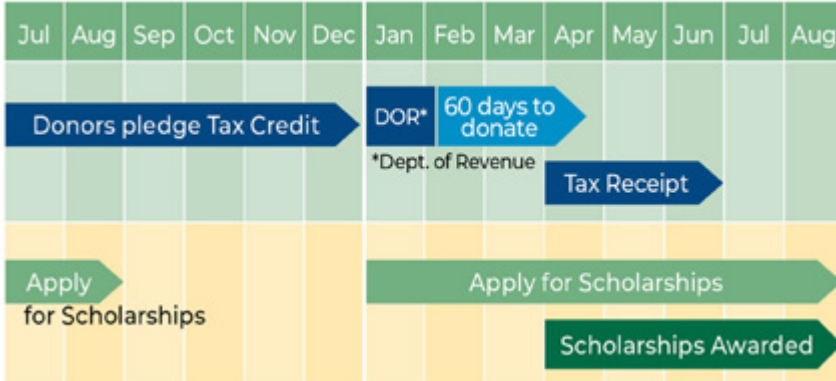 Jul Aug Sep Oct Nov Dec Jan Feb Mar Apr May Jun Jul Aug
Donors pledge Tax Credit
DOR*
60 days to
donate
*Dept. of Revenue
Tax Receipt
Apply
for Scholarships
Apply for Scholarships
Scholarships Awarded